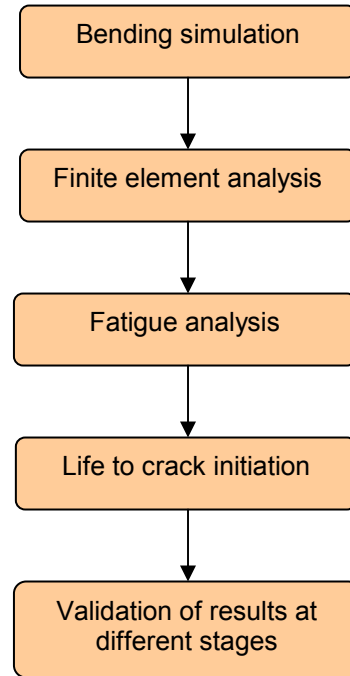 Bending simulation
Finite element analysis
Fatigue analysis
Life to crack initiation
Validation of results at
different stages